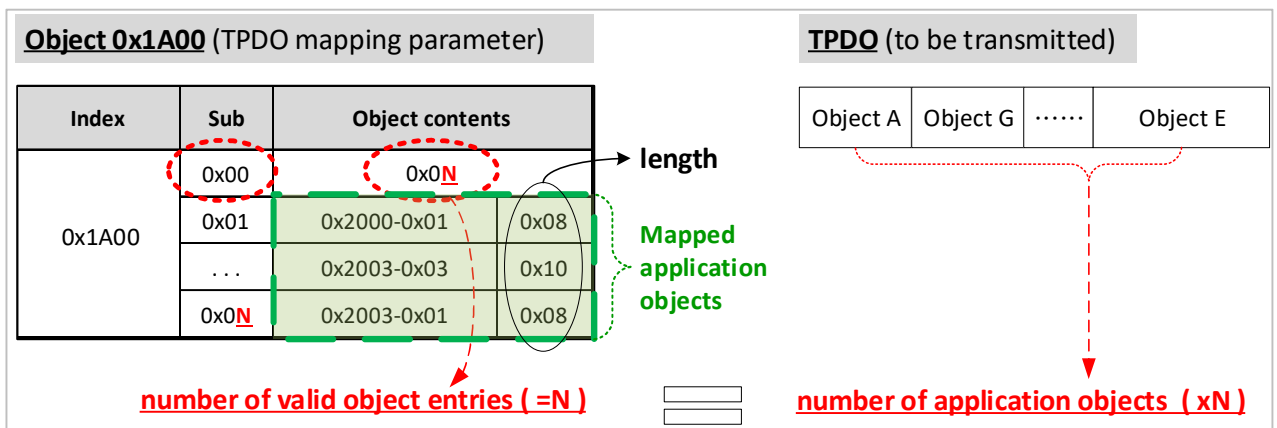 Object 0x1A00 (TPDO mapping parameter)
TPDO (to be transmitted)
Index Sub Object contents
0x1A00
0x00 0x0N
0x01 0x2000-0x01 0x08
... 0x2003-0x03 0x10
0x0N 0x2003-0x01 0x08
length
Mapped
application
objects
Object A Object G ······ Object E
number of valid object entries ( =N )
number of application objects ( xN )